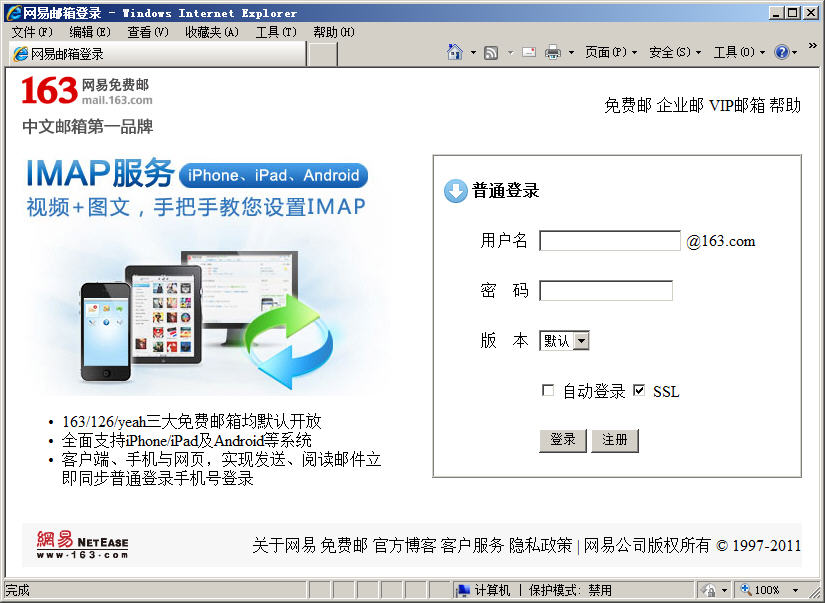 网易邮箱登录 - Windows Internet Explorer
文件(F) 编辑(E) 查看(V) 收藏夹(A) 工具(T) 帮助(H)
网易邮箱登录
页面(P) 安全(S) 工具(O) »
163 网易免费邮
mail.163.com
中文邮箱第一品牌
免费邮 企业邮 VIP邮箱 帮助
IMAP服务 iPhone、iPad、Android
视频+图文，手把手教您设置IMAP
普通登录
用户名 @163.com
密 码
版 本 默认
自动登录 SSL
登录 注册
• 163/126/yeah三大免费邮箱均默认开放
• 全面支持iPhone/iPad及Android等系统
• 客户端、手机与网页，实现发送、阅读邮件立
即同步普通登录手机号登录
網易 NETEASE
www.163.com
关于网易 免费邮 官方博客 客户服务 隐私政策 | 网易公司版权所有 © 1997-2011
完成 计算机 | 保护模式: 禁用 100%